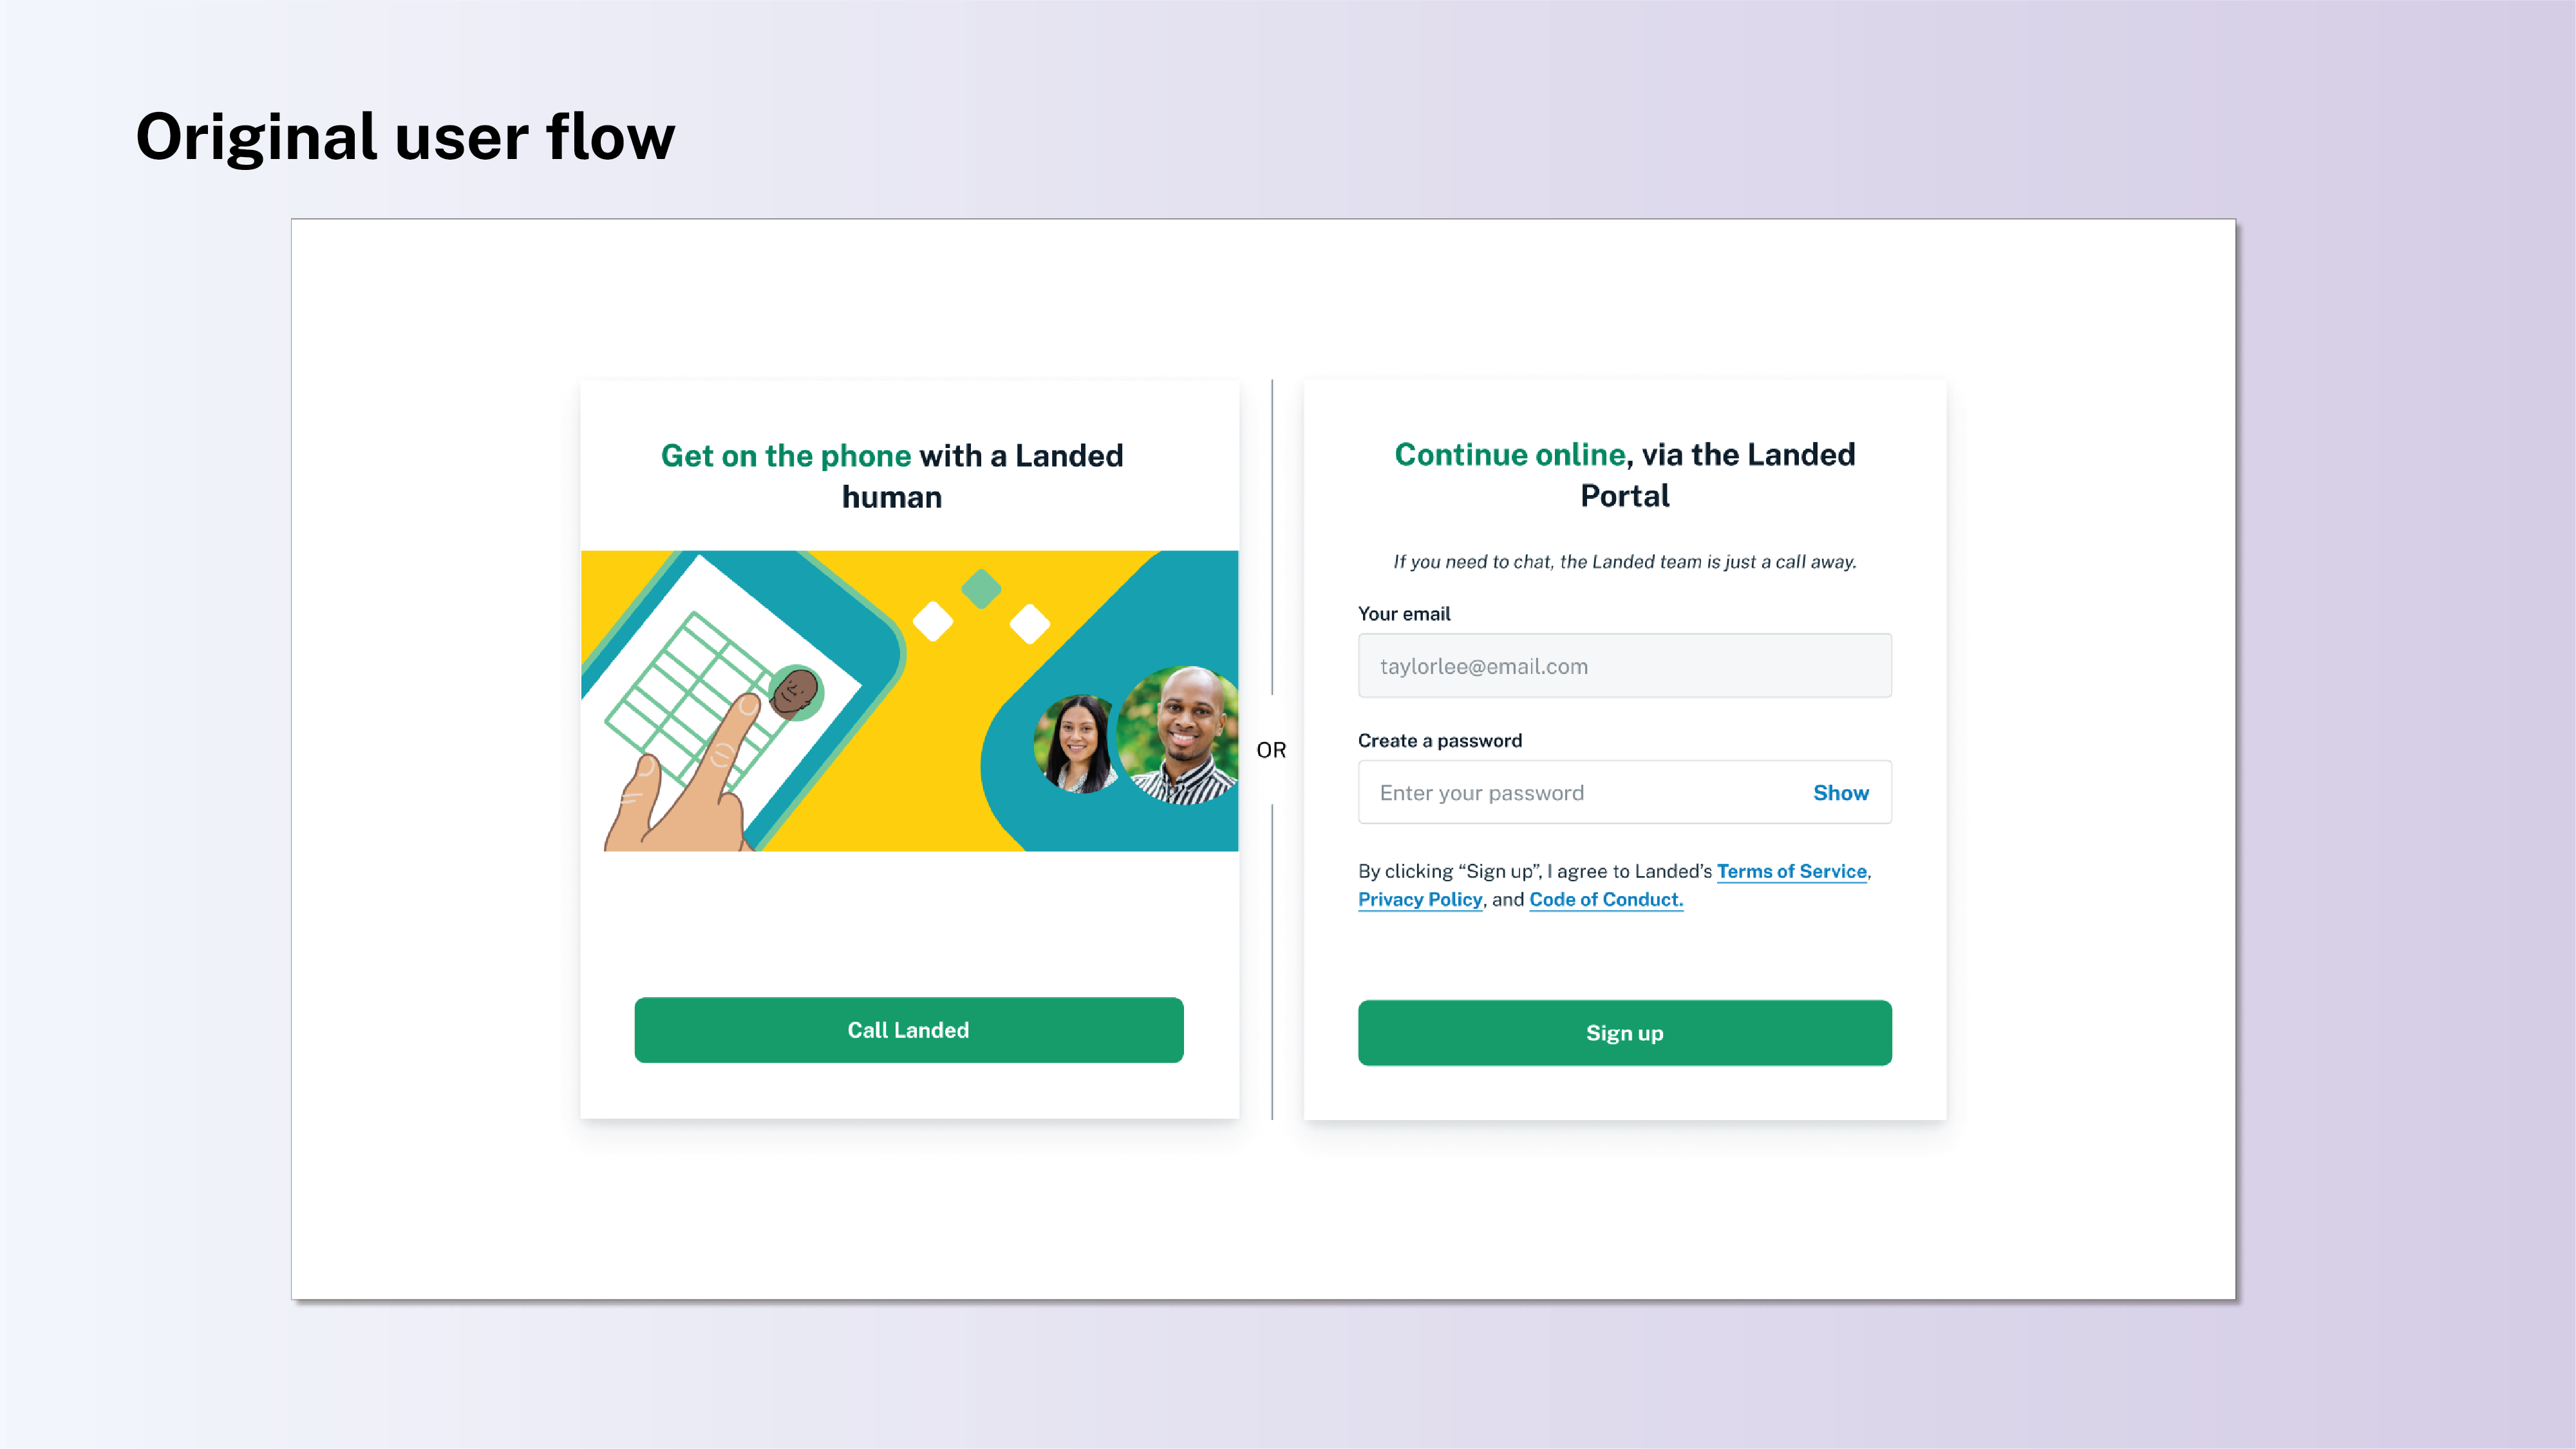 Original user flow
Get on the phone with a Landed
human
Call Landed
OR
Continue online, via the Landed
Portal
If you need to chat, the Landed team is just a call away.
Your email
taylorlee@email.com
Create a password
Enter your password
Show
By clicking “Sign up”, I agree to Landed’s Terms of Service,
Privacy Policy, and Code of Conduct.
Sign up